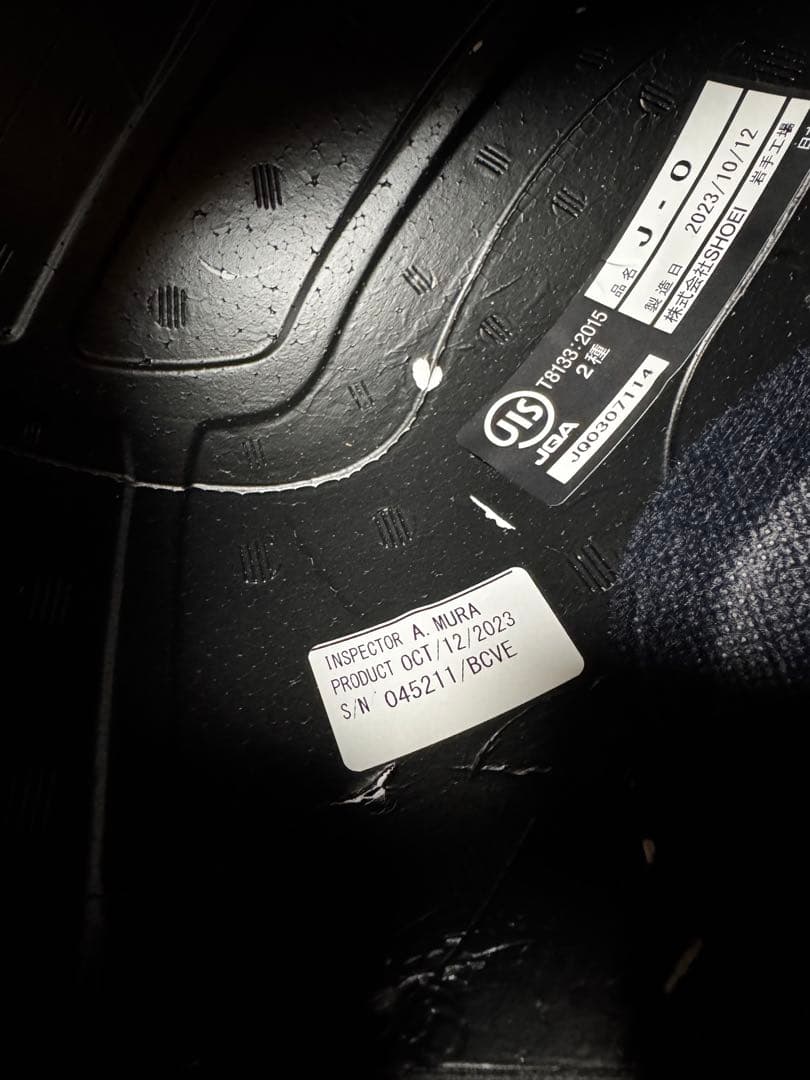 品名 J-O
製造日 2023/10/12
株式会社SHOEI 岩手工場
JIS T8133:2015
2種
JQA
JQ0307114
INSPECTOR A. MURA
PRODUCT OCT/12/2023
S/N 045211/BCVE